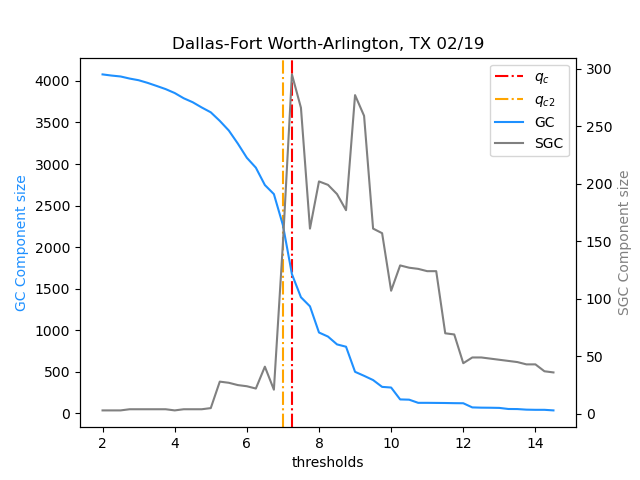 Dallas-Fort Worth-Arlington, TX 02/19
GC Component size
4000
3500
3000
2500
2000
1500
1000
500
0
300
250
200
150
100
50
0
SGC Component size
q_c
q_c2
GC
SGC
2 4 6 8 10 12 14
thresholds